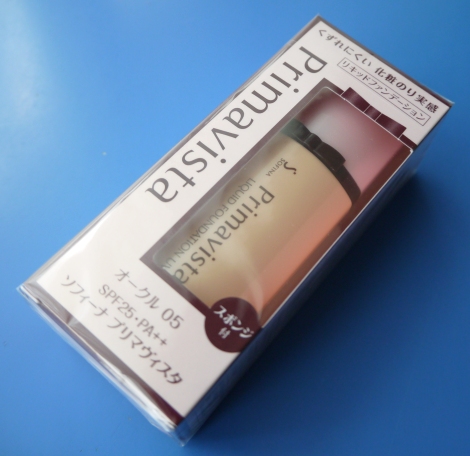 くずれにくい 化粧のり実感
リキッドファンデーション
Primavista
SOFINA
Primavista
LIQUID FOUNDATION
オークル 05
SPF25・PA++
ソフィーナ プリマヴィスタ
スポンジ
付